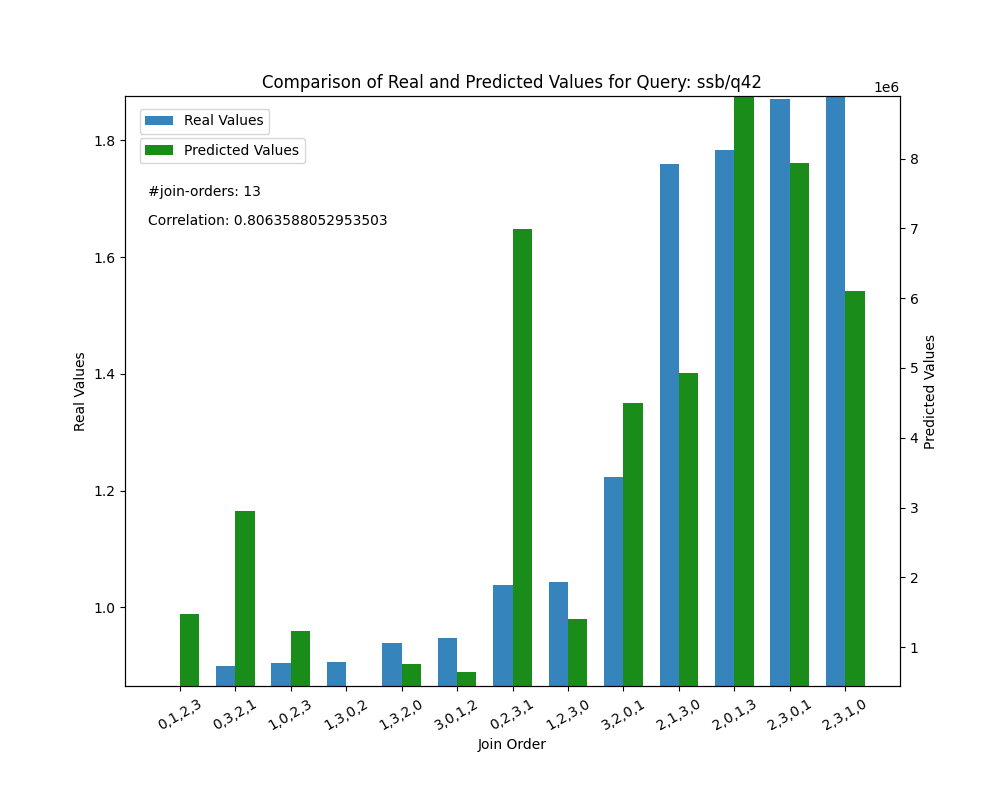 Comparison of Real and Predicted Values for Query: ssb/q42
1e6
Real Values
Predicted Values
#join-orders: 13
Correlation: 0.8063588052953503
1.8
1.6
1.4
1.2
1.0
Real Values
8
7
6
5
4
3
2
1
Predicted Values
0,1,2,3
0,3,2,1
1,0,2,3
1,3,0,2
1,3,2,0
3,0,1,2
0,2,3,1
1,2,3,0
3,2,0,1
2,1,3,0
2,0,1,3
2,3,0,1
2,3,1,0
Join Order